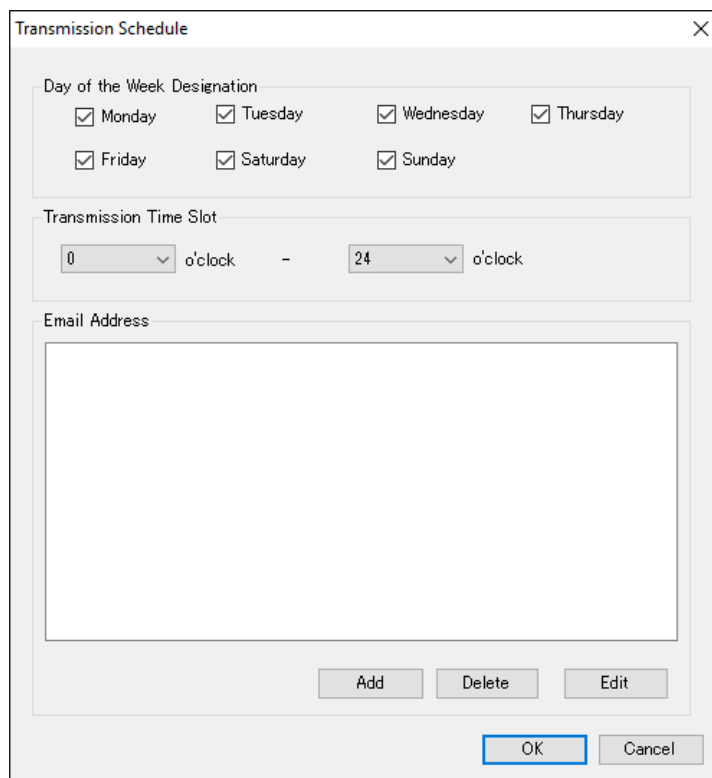 Transmission Schedule
Day of the Week Designation
Monday Tuesday Wednesday Thursday
Friday Saturday Sunday
Transmission Time Slot
0 o'clock - 24 o'clock
Email Address
Add Delete Edit
OK Cancel